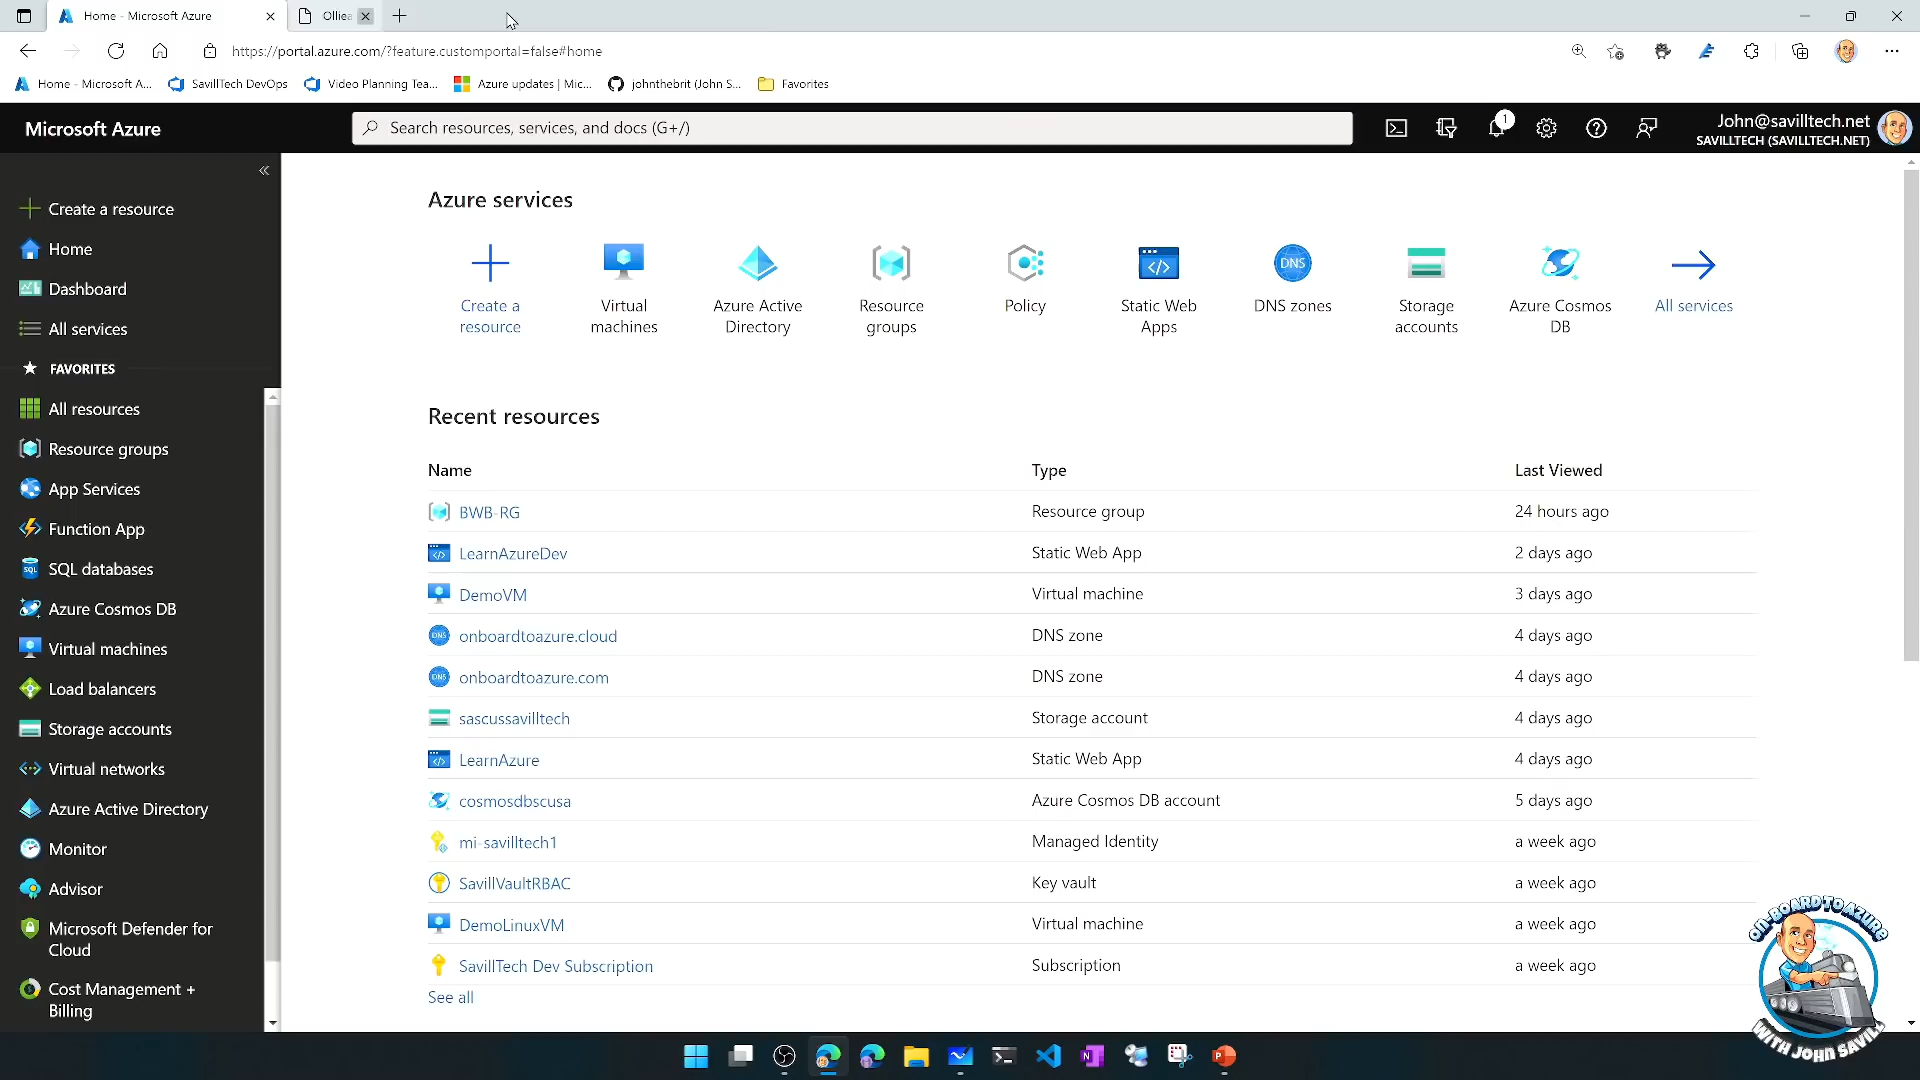 Home - Microsoft Azure
Olliea
https://portal.azure.com/?feature.customportal=false#home
Home - Microsoft A...
SavillTech DevOps
Video Planning Tea...
Azure updates | Mic...
johnthebrit (John S...
Favorites
Microsoft Azure
Search resources, services, and docs (G+/)
1
John@savilltech.net
SAVILLTECH (SAVILLTECH.NET)
Create a resource
Home
Dashboard
All services
FAVORITES
All resources
Resource groups
App Services
Function App
SQL databases
Azure Cosmos DB
Virtual machines
Load balancers
Storage accounts
Virtual networks
Azure Active Directory
Monitor
Advisor
Microsoft Defender for
Cloud
Cost Management +
Billing
Azure services
Create a
resource
Virtual
machines
Azure Active
Directory
Resource
groups
Policy
Static Web
Apps
DNS
DNS zones
Storage
accounts
Azure Cosmos
DB
All services
Recent resources
Name Type Last Viewed
BWB-RG Resource group 24 hours ago
LearnAzureDev Static Web App 2 days ago
DemoVM Virtual machine 3 days ago
onboardtoazure.cloud DNS zone 4 days ago
onboardtoazure.com DNS zone 4 days ago
sascussavilltech Storage account 4 days ago
LearnAzure Static Web App 4 days ago
cosmosdbscusa Azure Cosmos DB account 5 days ago
mi-savilltech1 Managed Identity a week ago
SavillVaultRBAC Key vault a week ago
DemoLinuxVM Virtual machine a week ago
SavillTech Dev Subscription Subscription a week ago
See all
ON-BOARD TO AZURE
WITH JOHN SAVILL